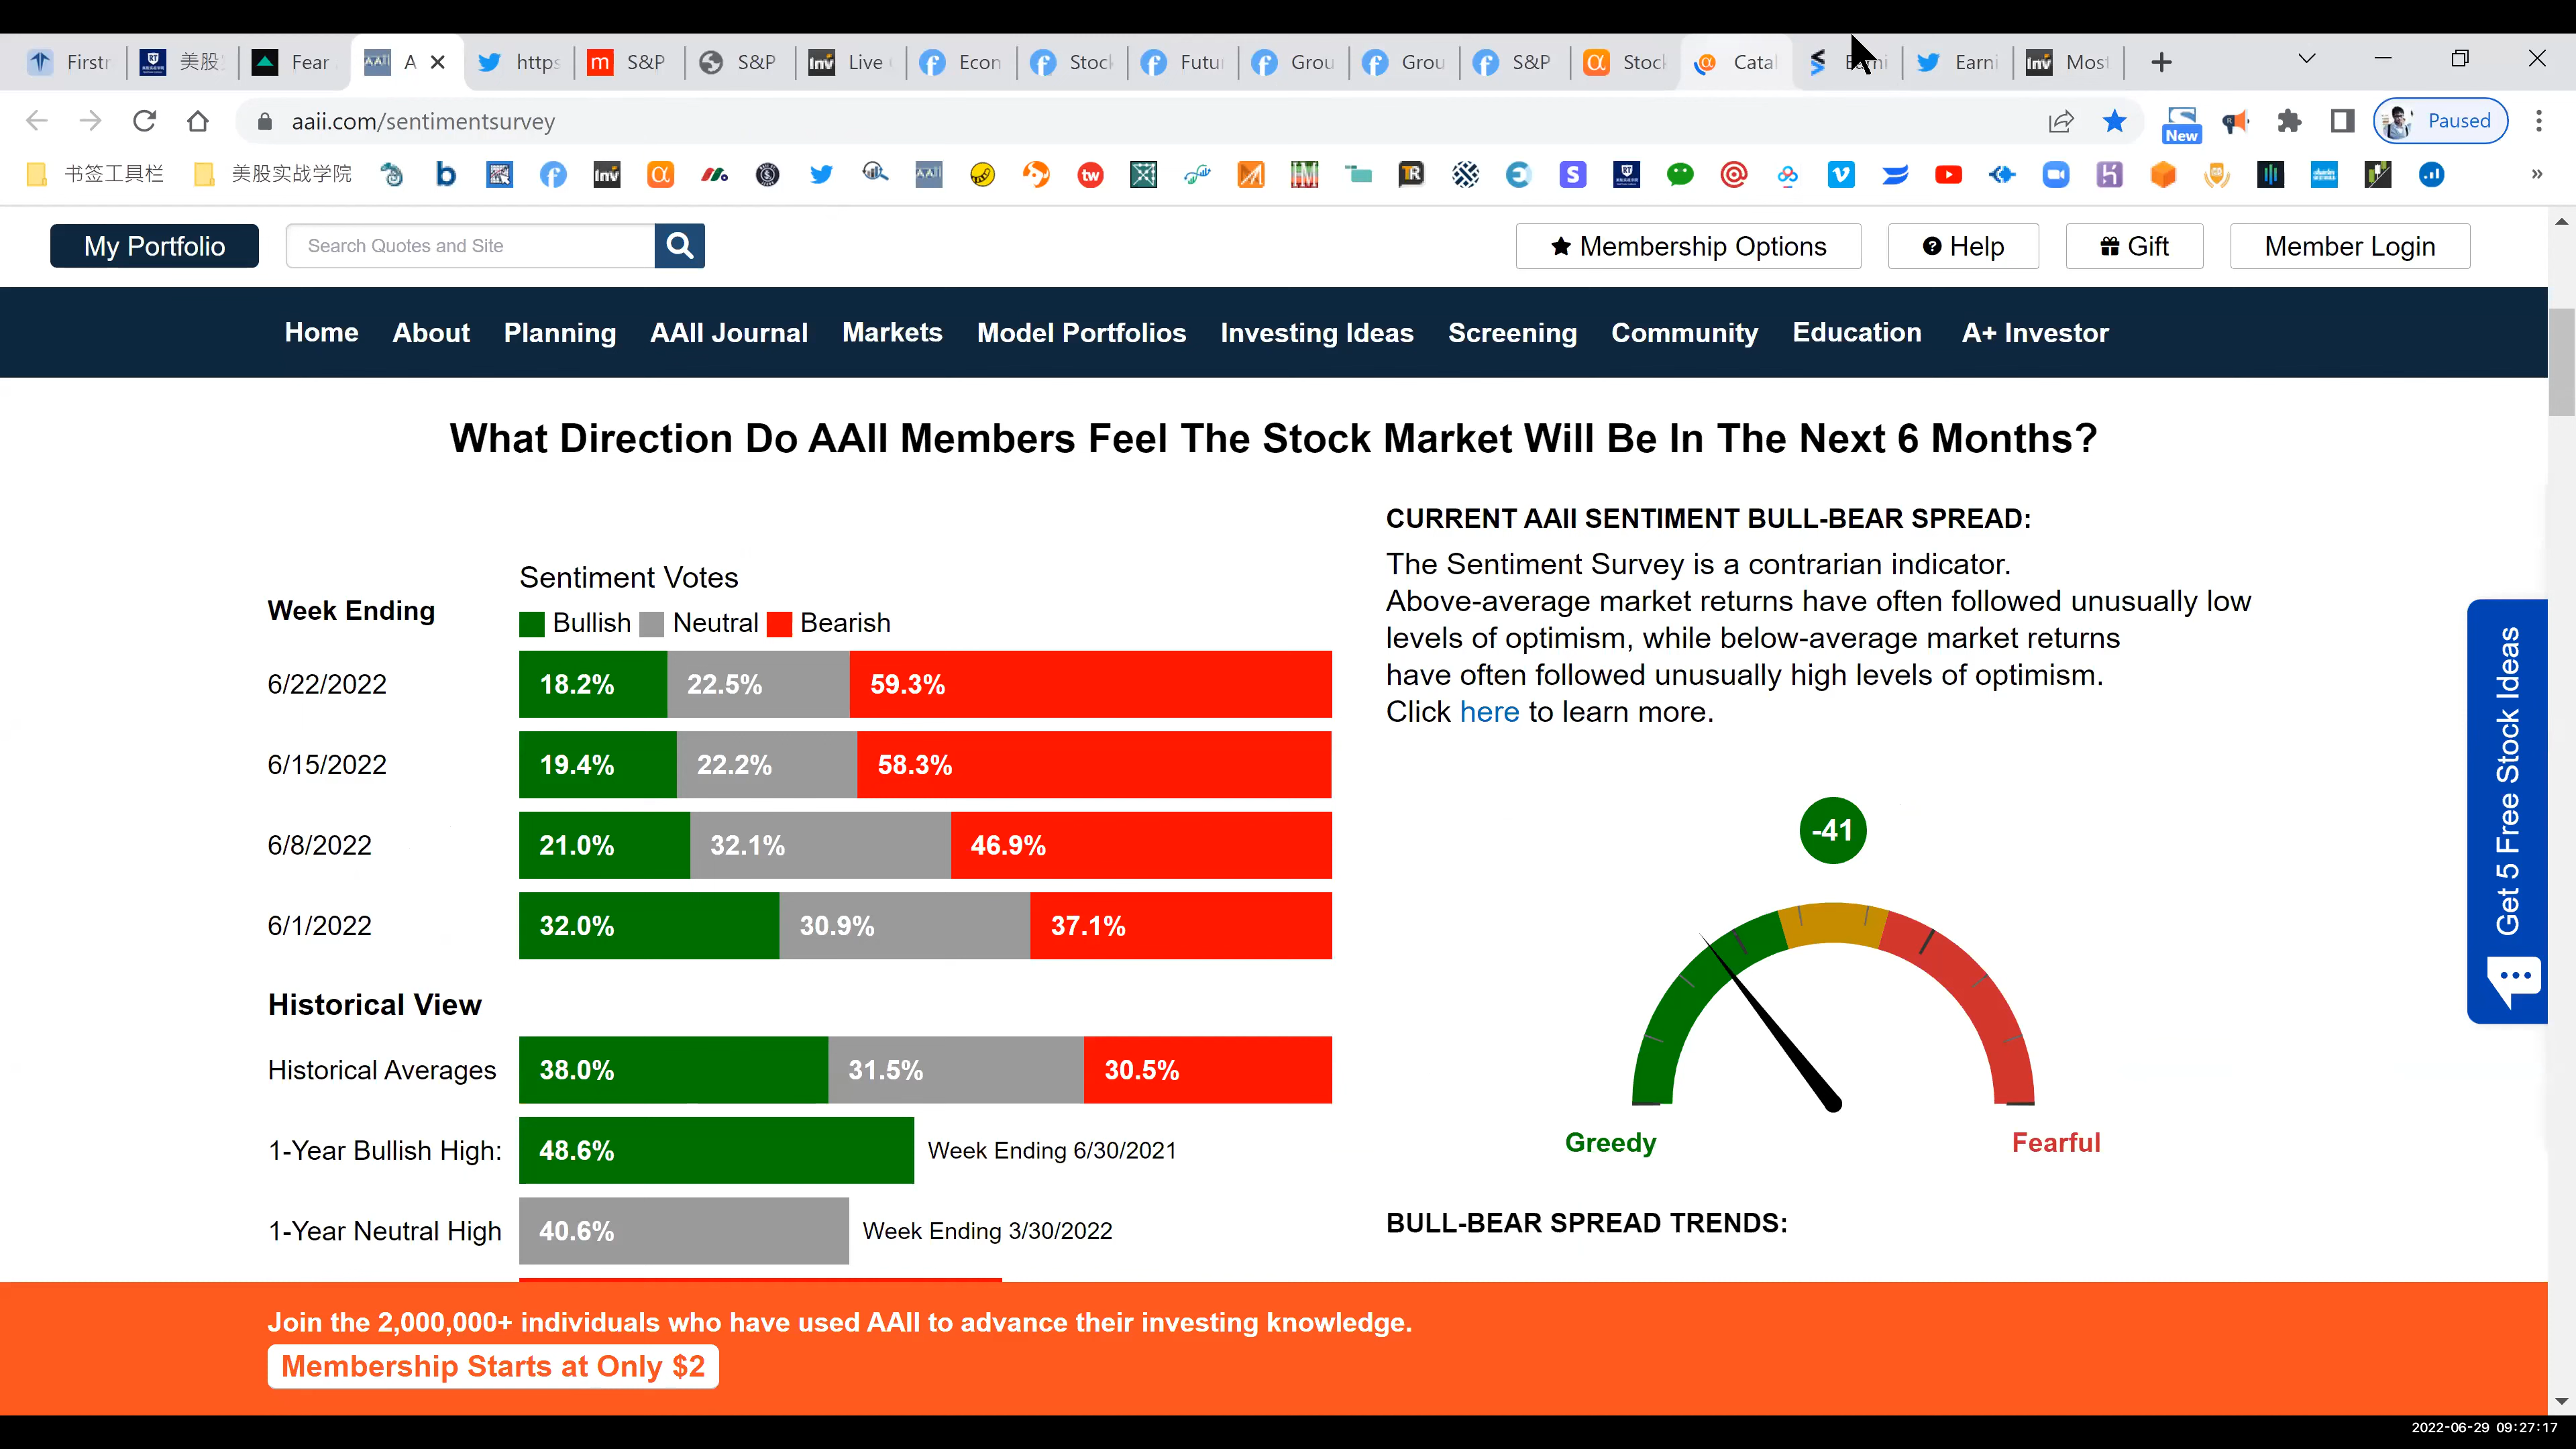 Firstr
美股
Fear
A
https
S&P
S&P
Live
Econ
Stoc
Futu
Grou
Grou
S&P
Stoc
Catal
Earni
Most
aaii.com/sentimentsurvey
New
Paused
书签工具栏
美股实战学院
My Portfolio
Search Quotes and Site
Membership Options
Help
Gift
Member Login
Home About Planning AAII Journal Markets Model Portfolios Investing Ideas Screening Community Education A+ Investor
What Direction Do AAII Members Feel The Stock Market Will Be In The Next 6 Months?
Sentiment Votes
Week Ending
Bullish Neutral Bearish
6/22/2022 18.2% 22.5% 59.3%
6/15/2022 19.4% 22.2% 58.3%
6/8/2022 21.0% 32.1% 46.9%
6/1/2022 32.0% 30.9% 37.1%
Historical View
Historical Averages 38.0% 31.5% 30.5%
1-Year Bullish High: 48.6% Week Ending 6/30/2021
1-Year Neutral High 40.6% Week Ending 3/30/2022
CURRENT AAII SENTIMENT BULL-BEAR SPREAD:
The Sentiment Survey is a contrarian indicator.
Above-average market returns have often followed unusually low
levels of optimism, while below-average market returns
have often followed unusually high levels of optimism.
Click here to learn more.
-41
Greedy
Fearful
BULL-BEAR SPREAD TRENDS:
Get 5 Free Stock Ideas
Join the 2,000,000+ individuals who have used AAII to advance their investing knowledge.
Membership Starts at Only $2
2022-06-29 09:27:17